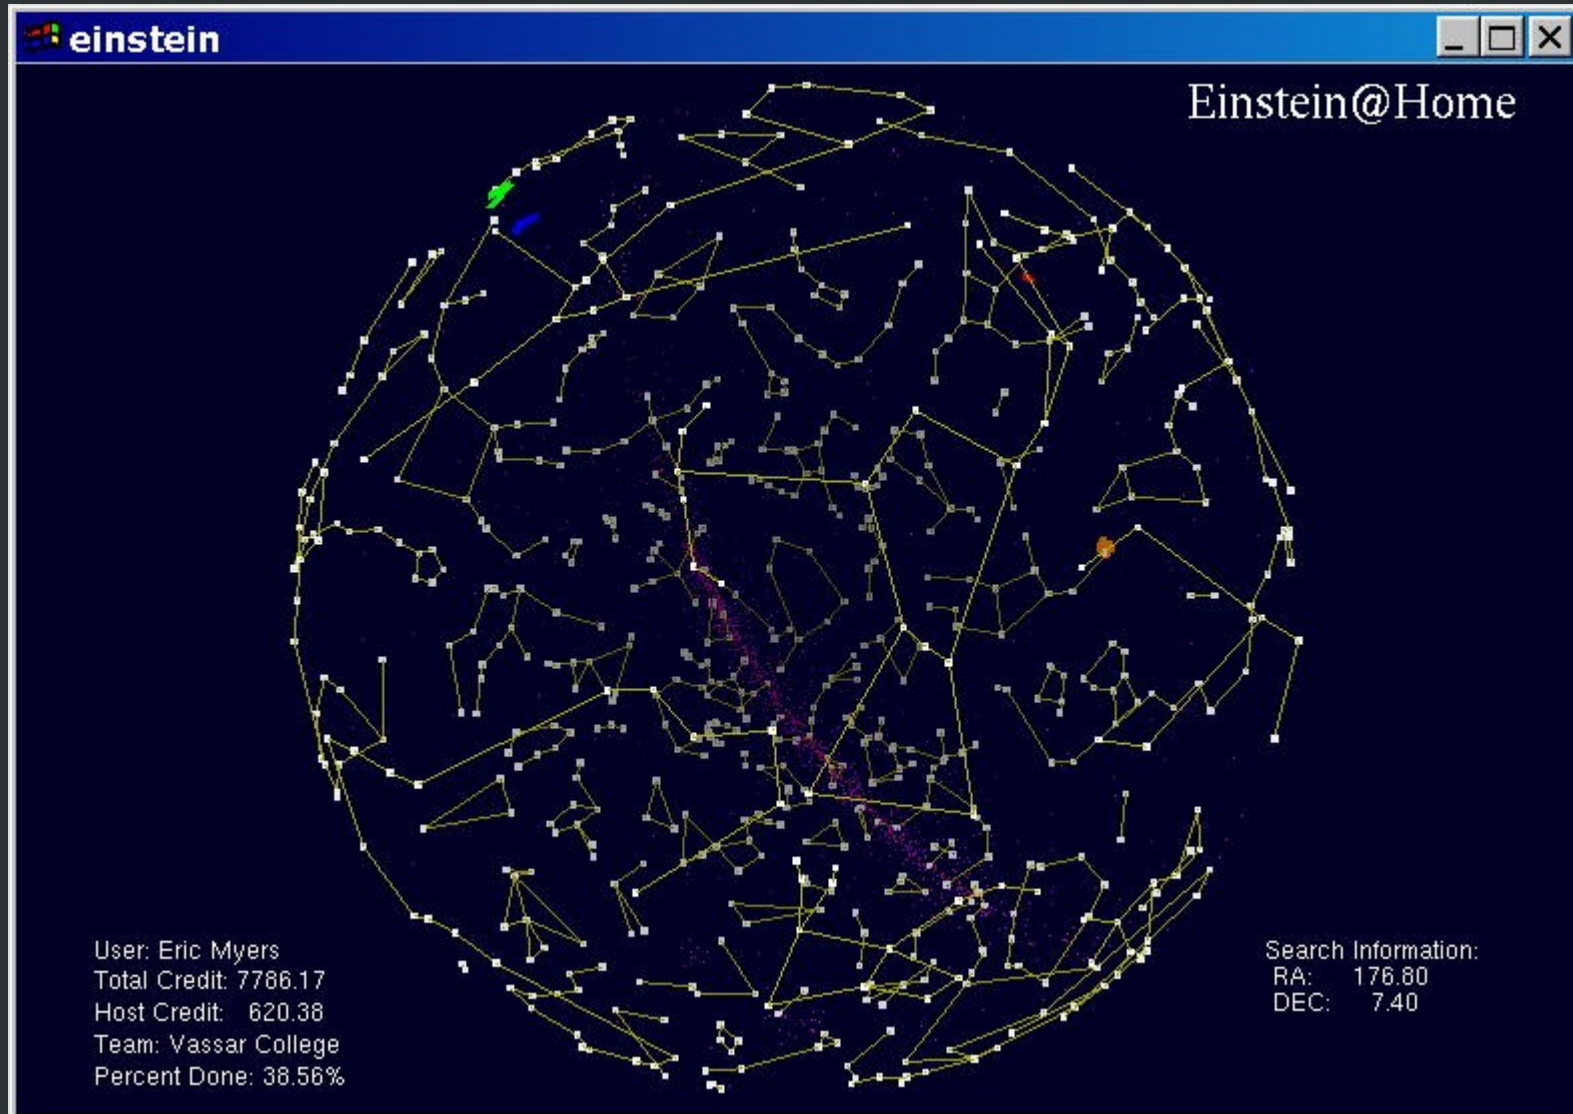 einstein
Einstein@Home
User: Eric Myers
Total Credit: 7786.17
Host Credit: 620.38
Team: Vassar College
Percent Done: 38.56%
Search Information:
RA: 176.80
DEC: 7.40